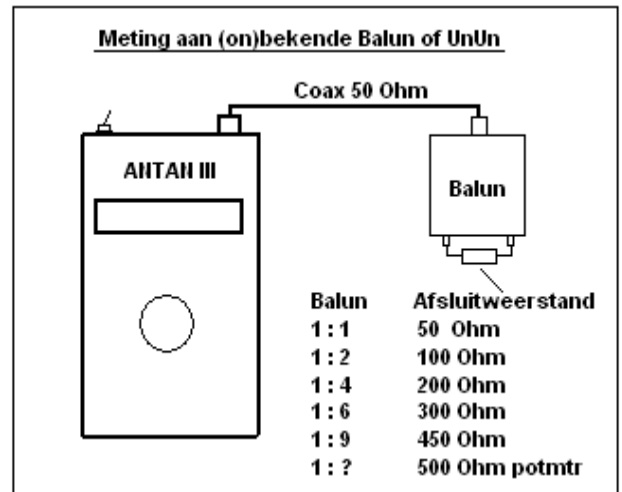 Meting aan (on)bekende Balun of UnUn
Coax 50 Ohm
ANTAN III
Balun
Balun Afsluitweerstand
1 : 1 50 Ohm
1 : 2 100 Ohm
1 : 4 200 Ohm
1 : 6 300 Ohm
1 : 9 450 Ohm
1 : ? 500 Ohm potmtr